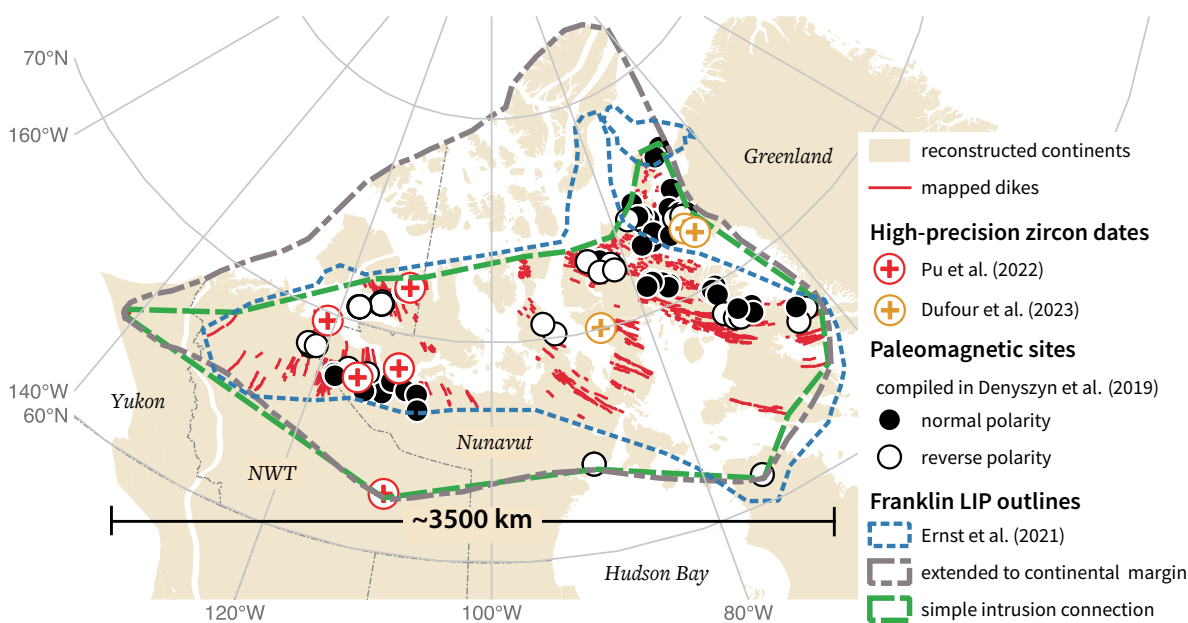 70°N
160°W
140°W
60°N
Yukon
NWT
Nunavut
Greenland
Hudson Bay
~3500 km
120°W
100°W
80°W
reconstructed continents
mapped dikes
High-precision zircon dates
Pu et al. (2022)
Dufour et al. (2023)
Paleomagnetic sites
compiled in Denyszyn et al. (2019)
normal polarity
reverse polarity
Franklin LIP outlines
Ernst et al. (2021)
extended to continental margin
simple intrusion connection